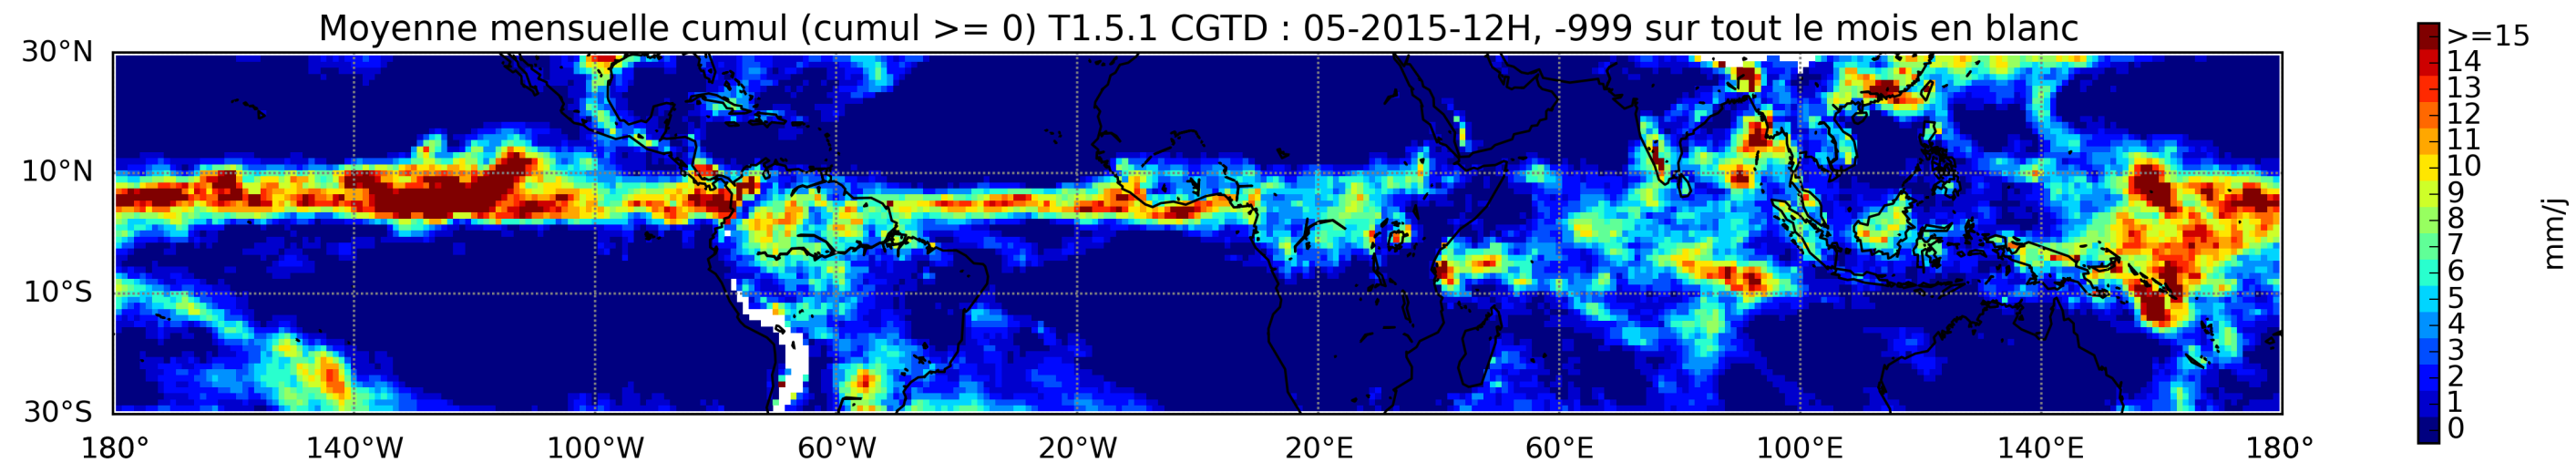 Moyenne mensuelle cumul (cumul >= 0) T1.5.1 CGTD : 05-2015-12H, -999 sur tout le mois en blanc
30°N
10°N
10°S
30°S
180°
140°W
100°W
60°W
20°W
20°E
60°E
100°E
140°E
180°
>=15
14
13
12
11
10
9
8
7
6
5
4
3
2
1
0
mm/j